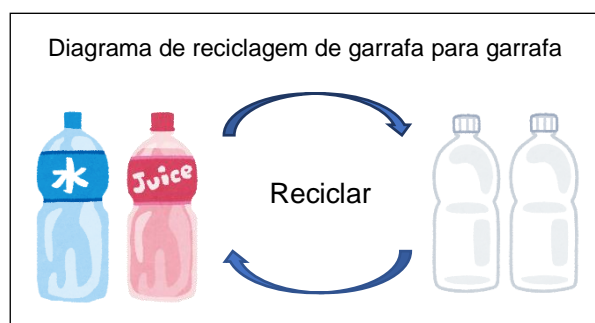 Diagrama de reciclagem de garrafa para garrafa
水
Juice
Reciclar